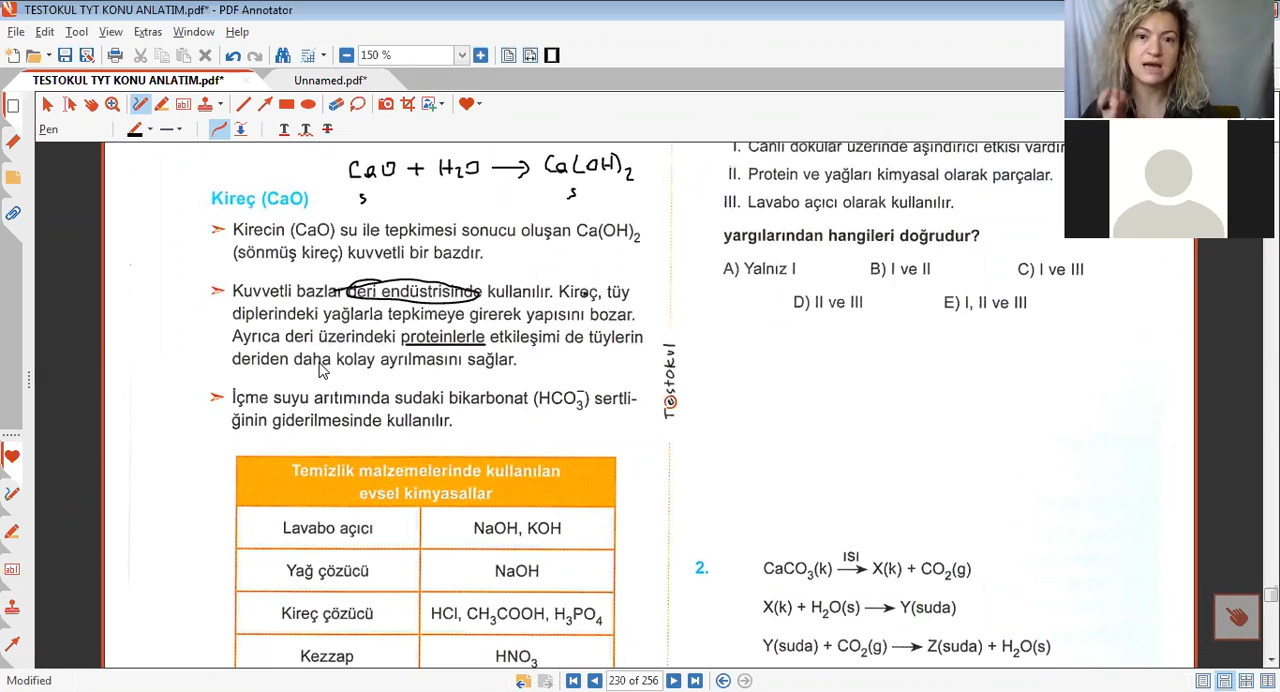 TESTOKUL TYT KONU ANLATIM.pdf* - PDF Annotator
File Edit Tool View Extras Window Help
150 %
TESTOKUL TYT KONU ANLATIM.pdf*
Unnamed.pdf*
Pen
CaO + H₂O → Ca(OH)₂
s s
Kireç (CaO)
➢ Kirecin (CaO) su ile tepkimesi sonucu oluşan Ca(OH)₂
(sönmüş kireç) kuvvetli bir bazdır.
➢ Kuvvetli bazlar deri endüstrisinde kullanılır. Kireç, tüy
diplerindeki yağlarla tepkimeye girerek yapısını bozar.
Ayrıca deri üzerindeki proteinlerle etkileşimi de tüylerin
deriden daha kolay ayrılmasını sağlar.
➢ İçme suyu arıtımında sudaki bikarbonat (HCO₃⁻) sertli-
ğinin giderilmesinde kullanılır.
Temizlik malzemelerinde kullanılan
evsel kimyasallar
Lavabo açıcı NaOH, KOH
Yağ çözücü NaOH
Kireç çözücü HCl, CH₃COOH, H₃PO₄
Kezzap HNO₃
Testokul
I. Canlı dokular üzerinde aşındırıcı etkisi vardır
II. Protein ve yağları kimyasal olarak parçalar.
III. Lavabo açıcı olarak kullanılır.
yargılarından hangileri doğrudur?
A) Yalnız I B) I ve II C) I ve III
D) II ve III E) I, II ve III
2. CaCO₃(k) ISI → X(k) + CO₂(g)
X(k) + H₂O(s) → Y(suda)
Y(suda) + CO₂(g) → Z(suda) + H₂O(s)
Modified
230 of 256